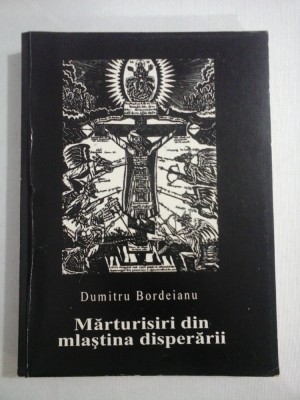 Dumitru Bordeianu
Mărturisiri din
mlaştina disperării